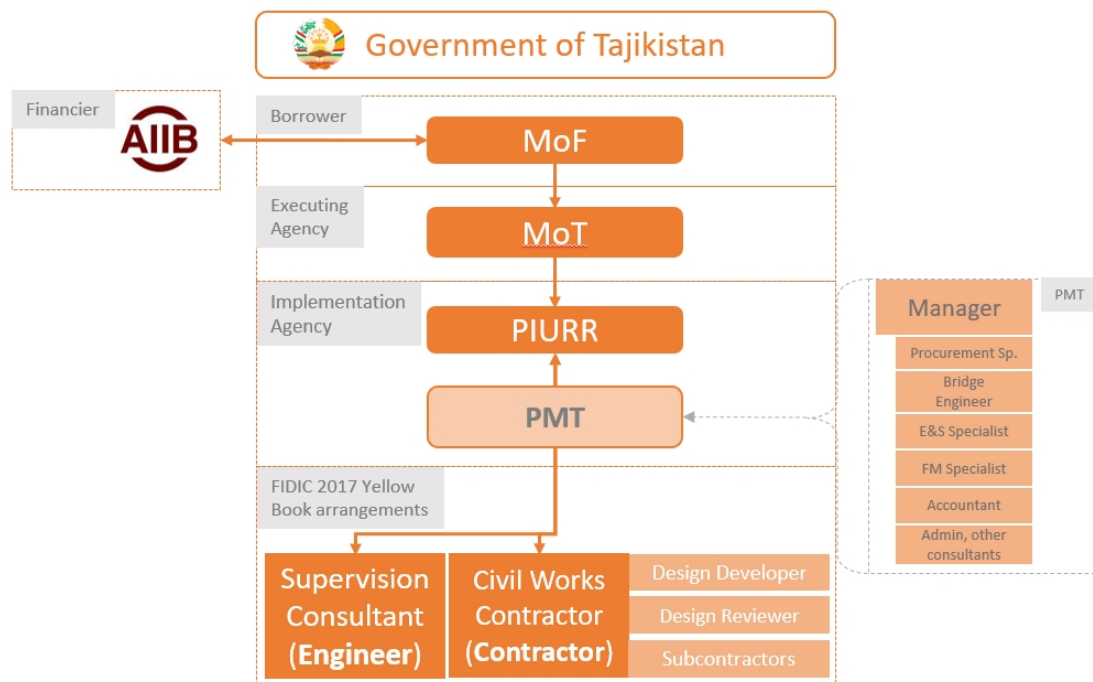 Government of Tajikistan
Financier
AIIB
Borrower
MoF
Executing
Agency
MoT
Implementation
Agency
PIURR
PMT
Manager
PMT
Procurement Sp.
Bridge
Engineer
E&S Specialist
FM Specialist
Accountant
Admin, other
consultants
FIDIC 2017 Yellow
Book arrangements
Supervision
Consultant
(Engineer)
Civil Works
Contractor
(Contractor)
Design Developer
Design Reviewer
Subcontractors